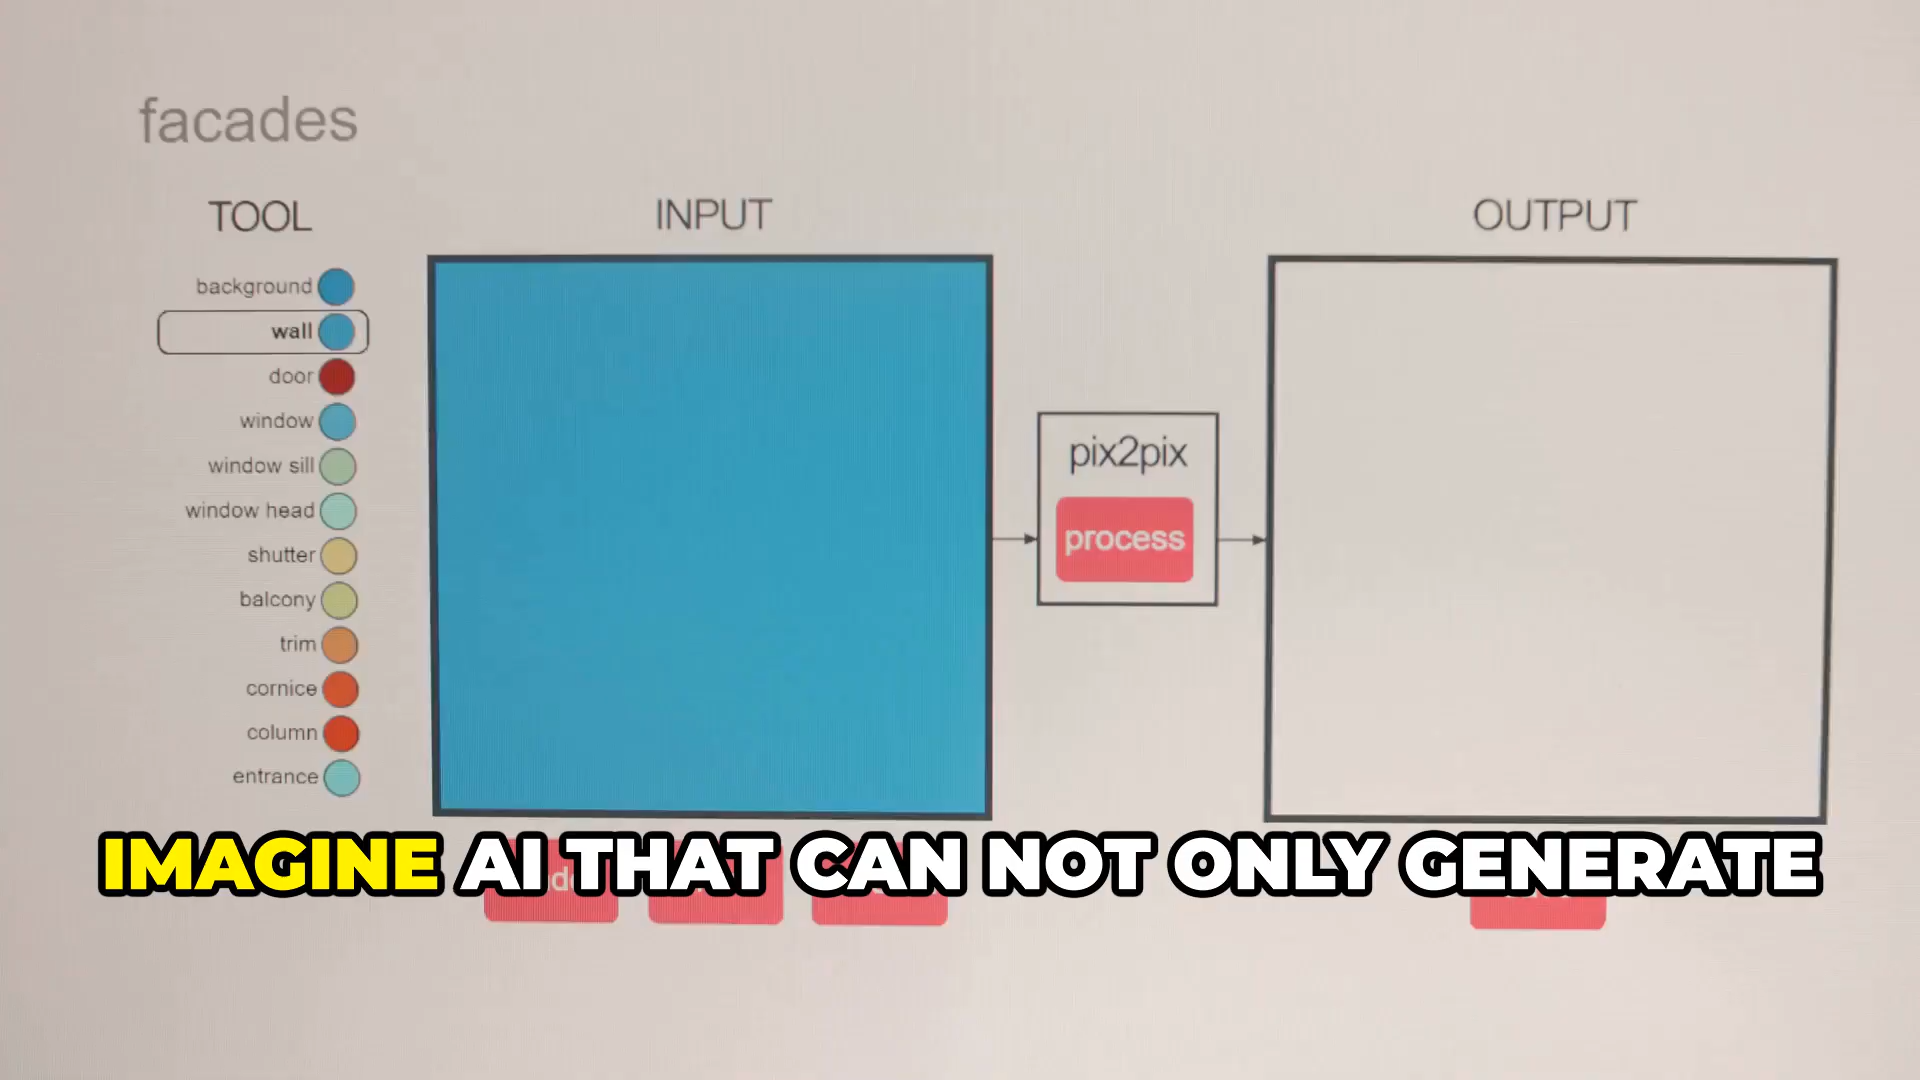 facades
TOOL
INPUT
OUTPUT
background
wall
door
window
window sill
window head
shutter
balcony
trim
cornice
column
entrance
pix2pix
process
IMAGINE AI THAT CAN NOT ONLY GENERATE